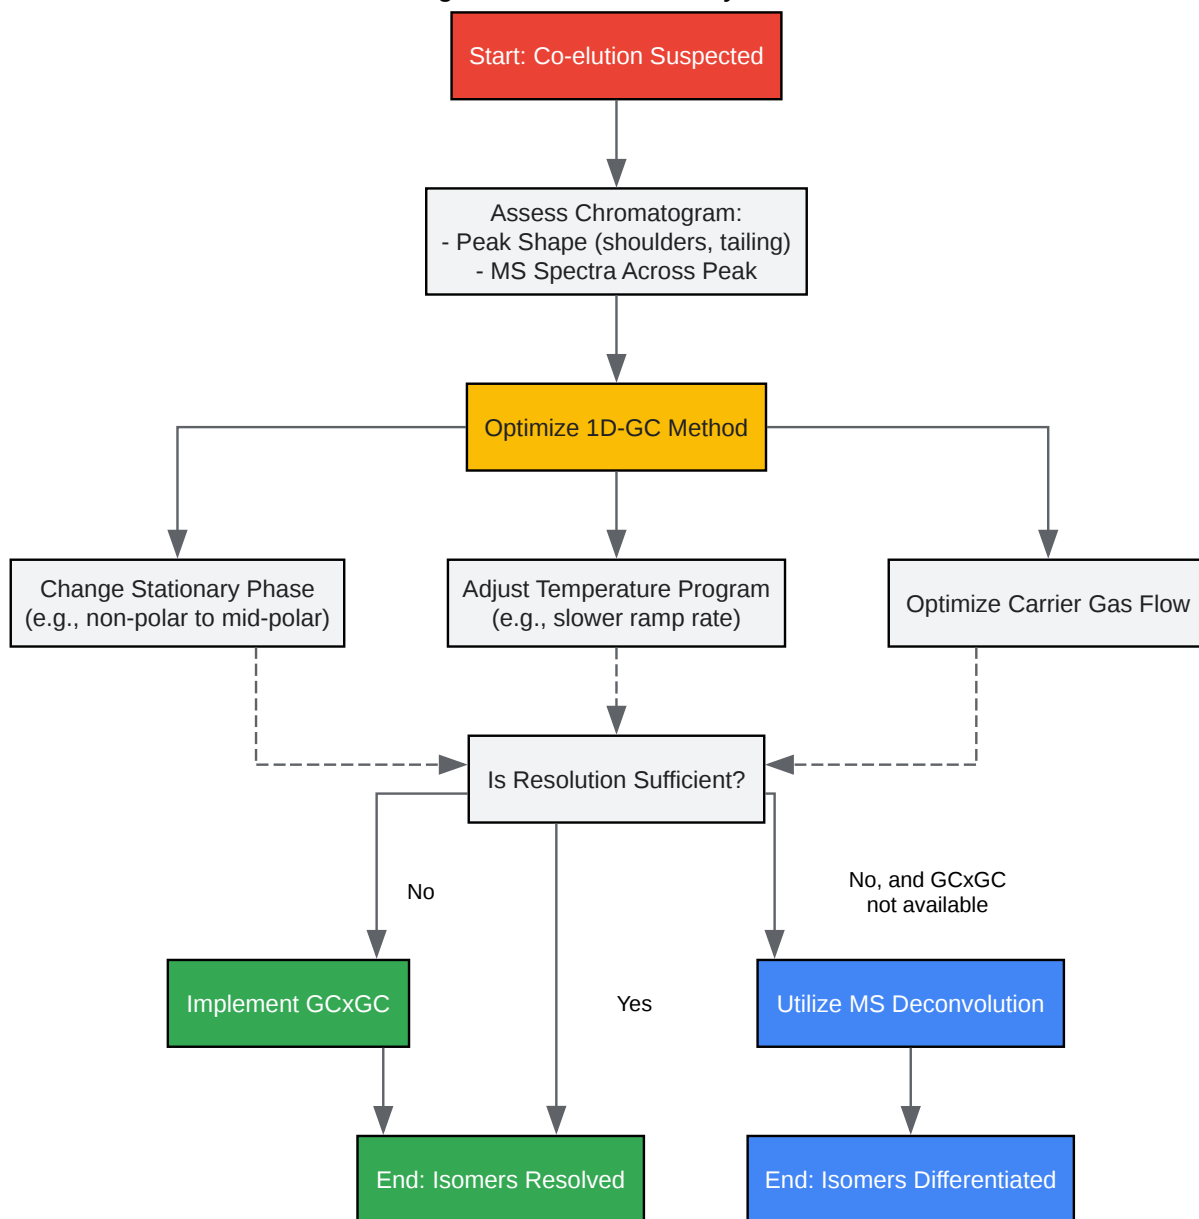 Start: Co-elution Suspected
Assess Chromatogram:
- Peak Shape (shoulders, tailing)
- MS Spectra Across Peak
Optimize 1D-GC Method
Change Stationary Phase
(e.g., non-polar to mid-polar)
Adjust Temperature Program
(e.g., slower ramp rate)
Optimize Carrier Gas Flow
Is Resolution Sufficient?
No
No, and GCxGC
not available
Implement GCxGC
Yes
Utilize MS Deconvolution
End: Isomers Resolved
End: Isomers Differentiated